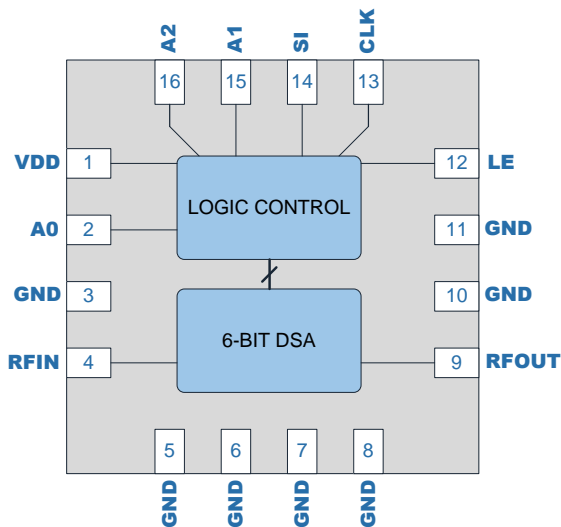 A2 A1 SI CLK
16 15 14 13
VDD 1 12 LE
LOGIC CONTROL
A0 2 11 GND
GND 3 10 GND
6-BIT DSA
RFIN 4 9 RFOUT
5 6 7 8
GND GND GND GND